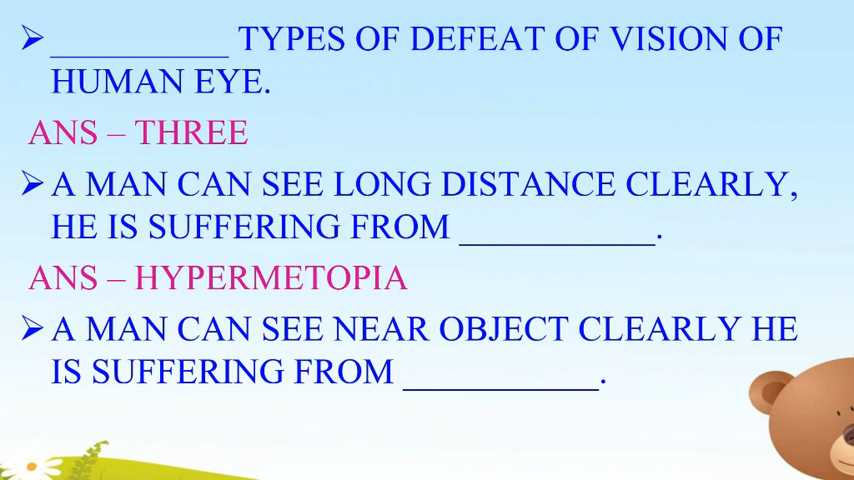 ➢ __________ TYPES OF DEFEAT OF VISION OF
HUMAN EYE.
ANS – THREE
➢ A MAN CAN SEE LONG DISTANCE CLEARLY,
HE IS SUFFERING FROM ___________.
ANS – HYPERMETOPIA
➢ A MAN CAN SEE NEAR OBJECT CLEARLY HE
IS SUFFERING FROM ___________.